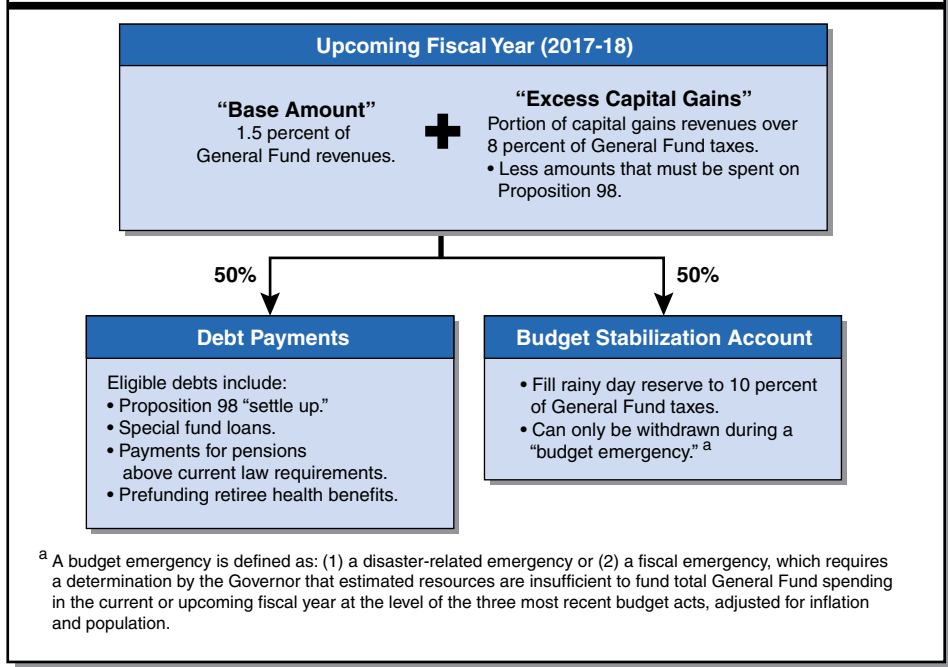 Upcoming Fiscal Year (2017-18)
“Base Amount”
1.5 percent of
General Fund revenues.
“Excess Capital Gains”
Portion of capital gains revenues over
8 percent of General Fund taxes.
• Less amounts that must be spent on
Proposition 98.
50%
50%
Debt Payments
Eligible debts include:
• Proposition 98 “settle up.”
• Special fund loans.
• Payments for pensions
above current law requirements.
• Prefunding retiree health benefits.
Budget Stabilization Account
• Fill rainy day reserve to 10 percent
of General Fund taxes.
• Can only be withdrawn during a
“budget emergency.” a
a A budget emergency is defined as: (1) a disaster-related emergency or (2) a fiscal emergency, which requires
a determination by the Governor that estimated resources are insufficient to fund total General Fund spending
in the current or upcoming fiscal year at the level of the three most recent budget acts, adjusted for inflation
and population.